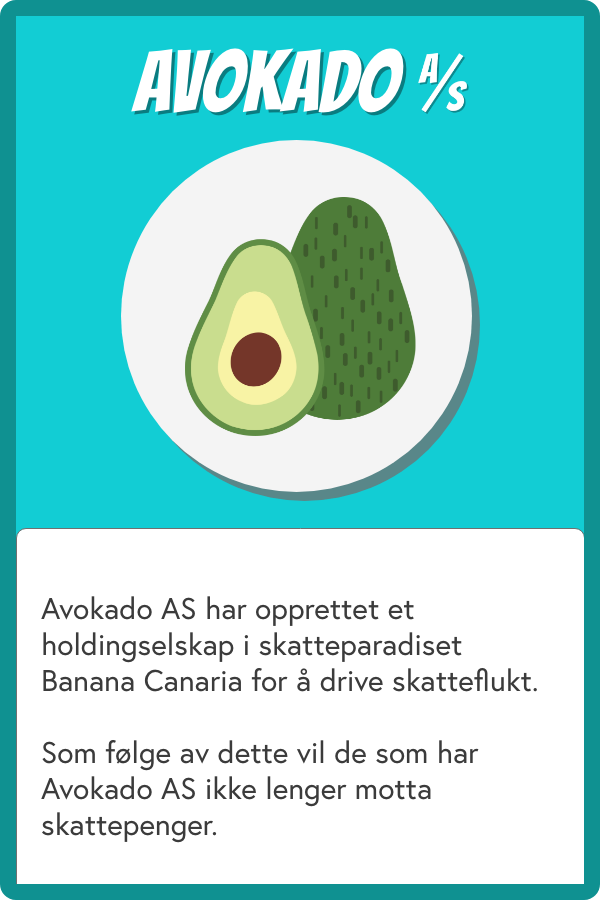 AVOKADO A/S
Avokado AS har opprettet et
holdingselskap i skatteparadiset
Banana Canaria for å drive skatteflukt.
Som følge av dette vil de som har
Avokado AS ikke lenger motta
skattepenger.